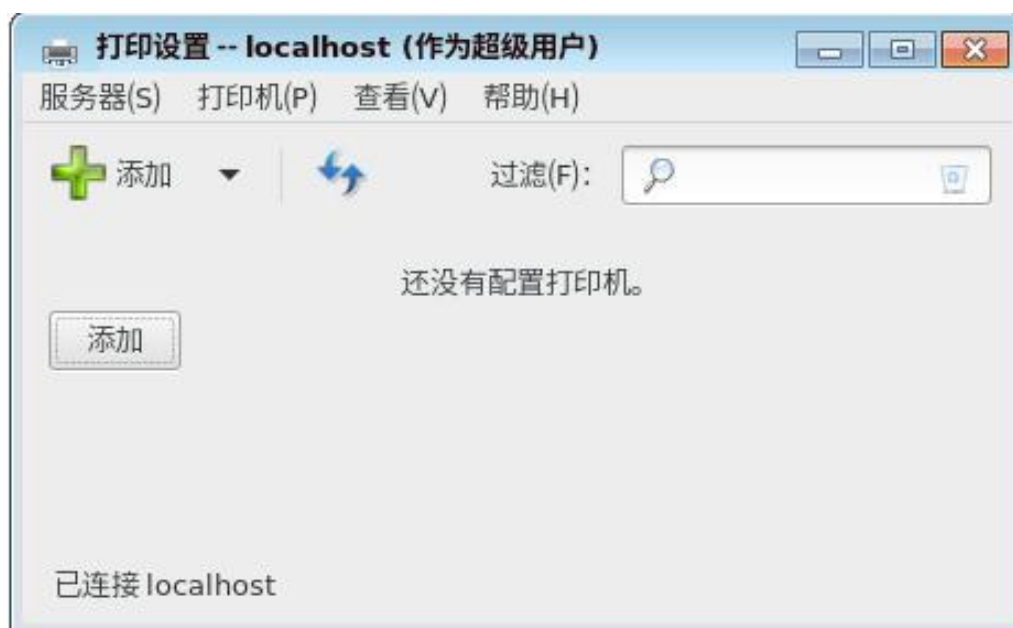 打印设置 -- localhost (作为超级用户)
服务器(S) 打印机(P) 查看(V) 帮助(H)
添加 过滤(F):
还没有配置打印机。
添加
已连接 localhost